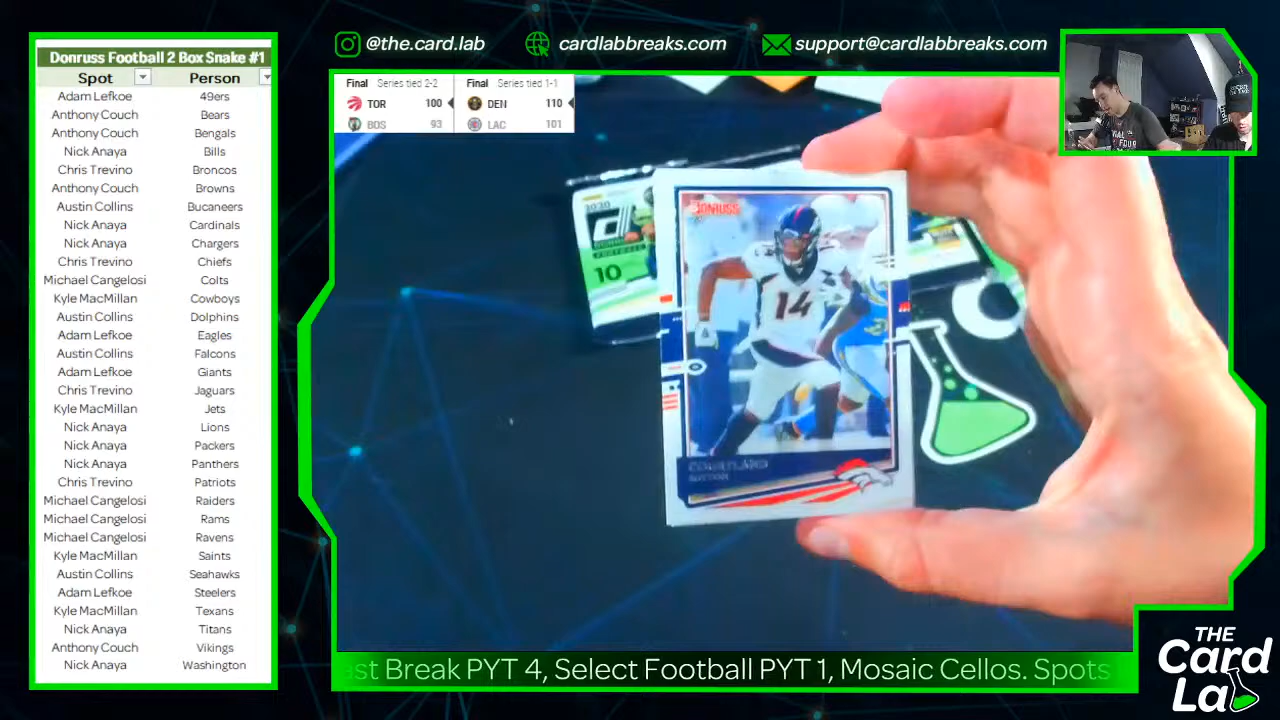 @the.card.lab
cardlabbreaks.com
support@cardlabbreaks.com
Donruss Football 2 Box Snake #1
Spot Person
Adam Lefkoe 49ers
Anthony Couch Bears
Anthony Couch Bengals
Nick Anaya Bills
Chris Trevino Broncos
Anthony Couch Browns
Austin Collins Bucaneers
Nick Anaya Cardinals
Nick Anaya Chargers
Chris Trevino Chiefs
Michael Cangelosi Colts
Kyle MacMillan Cowboys
Austin Collins Dolphins
Adam Lefkoe Eagles
Austin Collins Falcons
Adam Lefkoe Giants
Chris Trevino Jaguars
Kyle MacMillan Jets
Nick Anaya Lions
Nick Anaya Packers
Nick Anaya Panthers
Chris Trevino Patriots
Michael Cangelosi Raiders
Michael Cangelosi Rams
Michael Cangelosi Ravens
Kyle MacMillan Saints
Austin Collins Seahawks
Adam Lefkoe Steelers
Kyle MacMillan Texans
Nick Anaya Titans
Anthony Couch Vikings
Nick Anaya Washington
Final Series tied 2-2
TOR 100
BOS 93
Final Series tied 1-1
DEN 110
LAC 101
2020
10
DONRUSS
14
COURTLAND
SUTTON
ast Break PYT 4, Select Football PYT 1, Mosaic Cellos. Spots
THE
Card
Lab